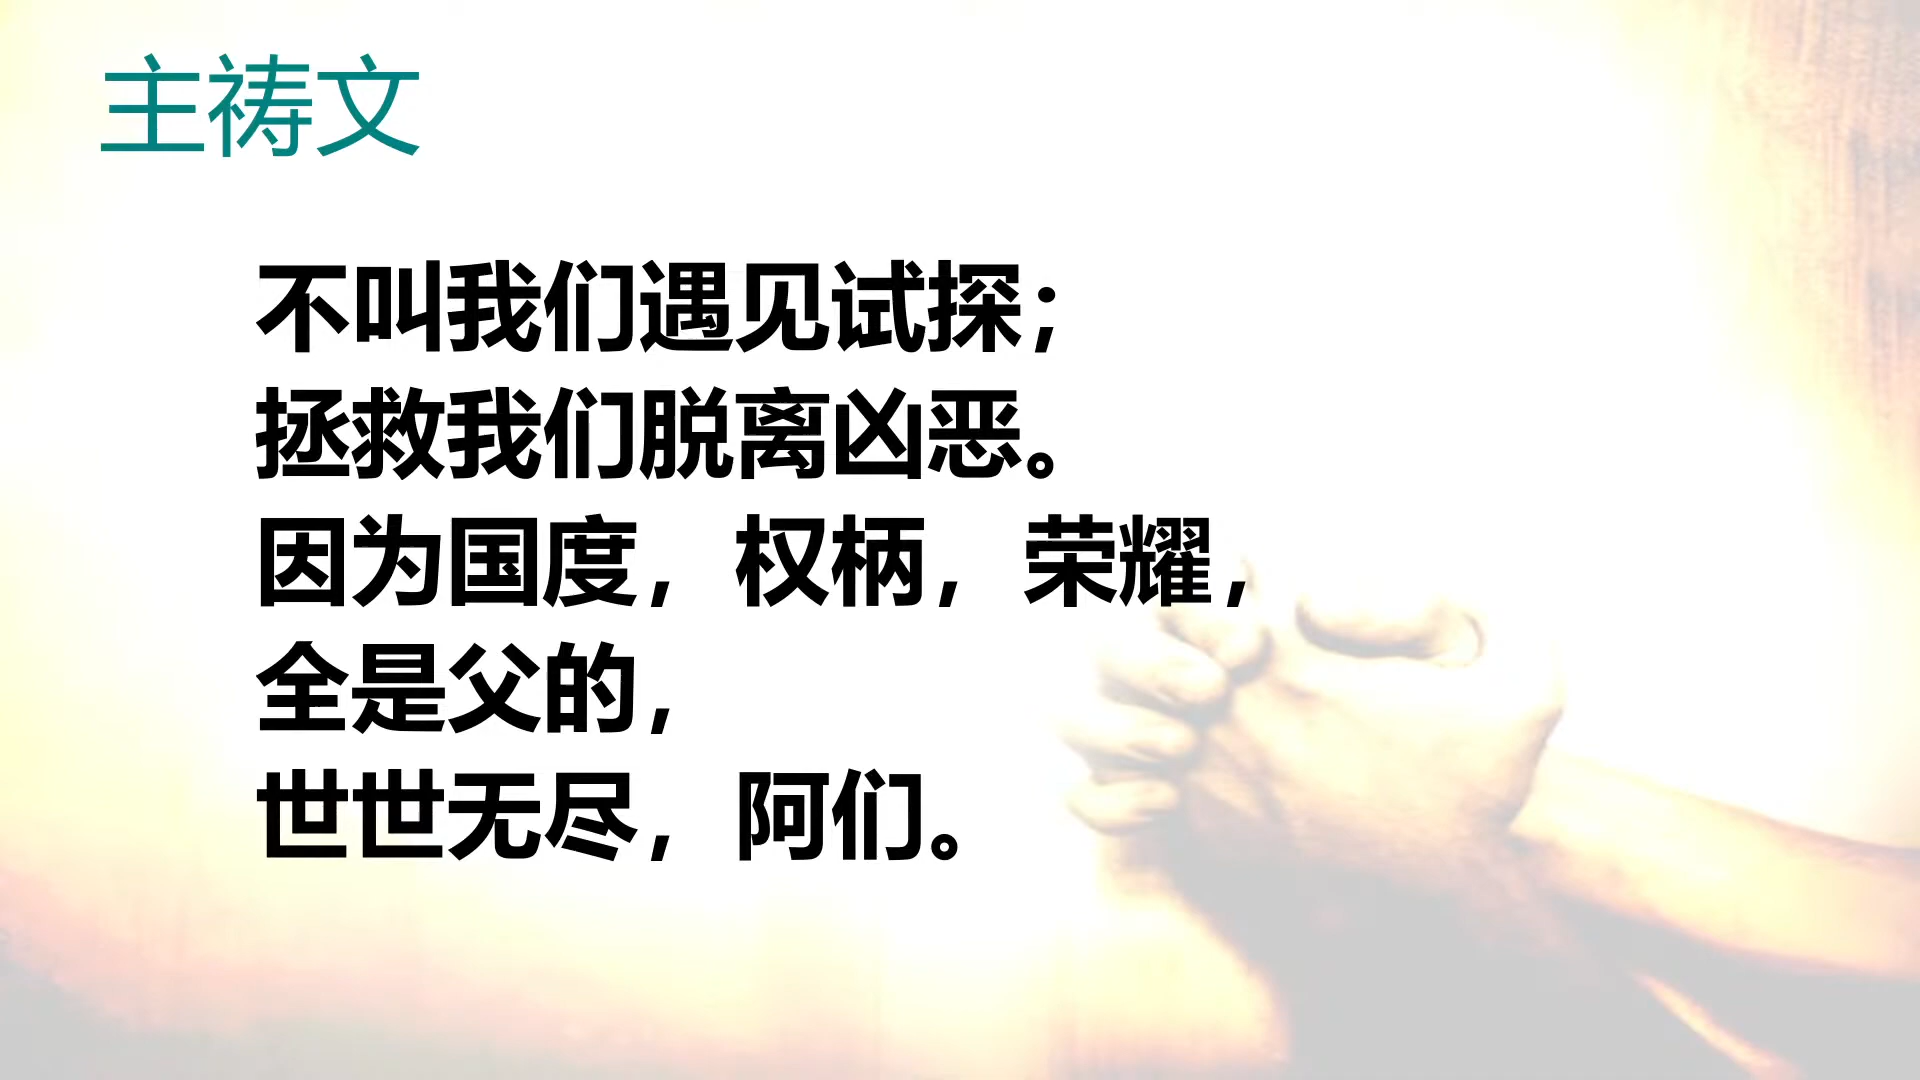 主祷文
不叫我们遇见试探；
拯救我们脱离凶恶。
因为国度，权柄，荣耀，
全是父的，
世世无尽，阿们。